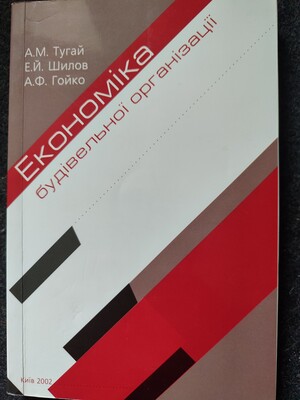 А.М. Тугай
Е.Й. Шилов
А.Ф. Гойко
Економіка
будівельної організації
Київ 2002